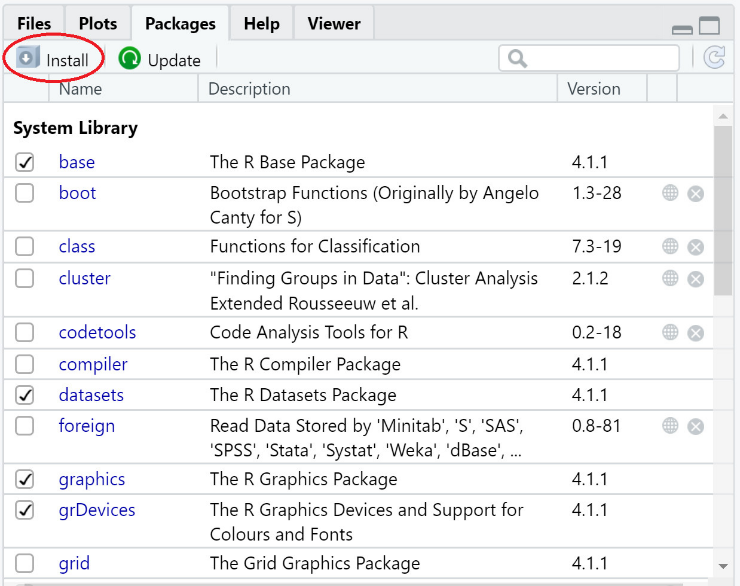 Files Plots Packages Help Viewer
Install Update
Name Description Version
System Library
base The R Base Package 4.1.1
boot Bootstrap Functions (Originally by Angelo 1.3-28
Canty for S)
class Functions for Classification 7.3-19
cluster "Finding Groups in Data": Cluster Analysis 2.1.2
Extended Rousseeuw et al.
codetools Code Analysis Tools for R 0.2-18
compiler The R Compiler Package 4.1.1
datasets The R Datasets Package 4.1.1
foreign Read Data Stored by 'Minitab', 'S', 'SAS', 0.8-81
'SPSS', 'Stata', 'Systat', 'Weka', 'dBase', ...
graphics The R Graphics Package 4.1.1
grDevices The R Graphics Devices and Support for 4.1.1
Colours and Fonts
grid The Grid Graphics Package 4.1.1